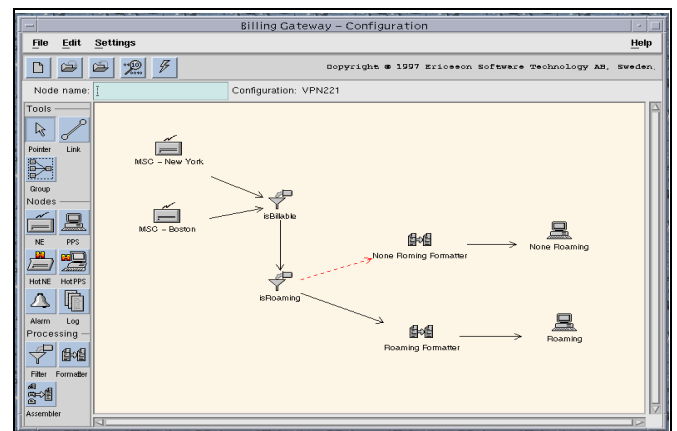 Billing Gateway – Configuration
File Edit Settings Help
Copyright © 1997 Ericsson Software Technology AB, Sweden.
Node name: Configuration: VPN221
Tools
Pointer Link
Group
Nodes
NE PPS
HotNE HotPPS
Alarm Log
Processing
Filter Formatter
Assembler
MSC – New York
MSC – Boston
isBillable
None Roming Formatter
None Roaming
isRoaming
Roaming Formatter
Roaming